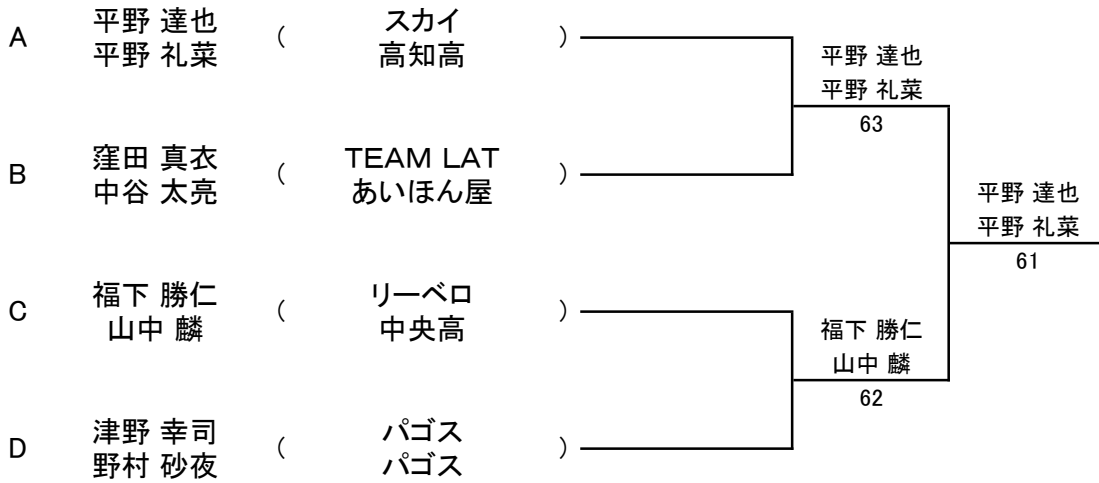 A 平野 達也 平野 礼菜 ( スカイ 高知高 )
平野 達也
平野 礼菜
63
B 窪田 真衣 中谷 太亮 ( TEAM LAT あいほん屋 )
平野 達也
平野 礼菜
61
C 福下 勝仁 山中 麟 ( リーベロ 中央高 )
福下 勝仁
山中 麟
62
D 津野 幸司 野村 砂夜 ( パゴス パゴス )